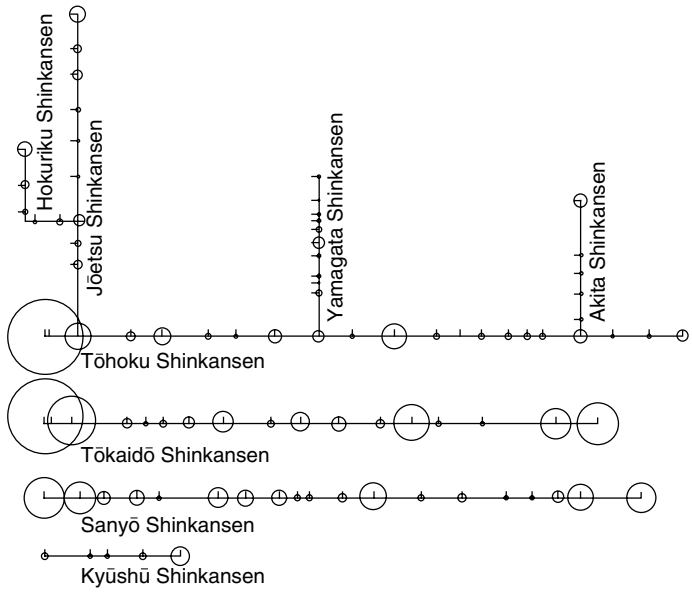 Hokuriku Shinkansen
Jōetsu Shinkansen
Yamagata Shinkansen
Akita Shinkansen
Tōhoku Shinkansen
Tōkaidō Shinkansen
Sanyō Shinkansen
Kyūshū Shinkansen